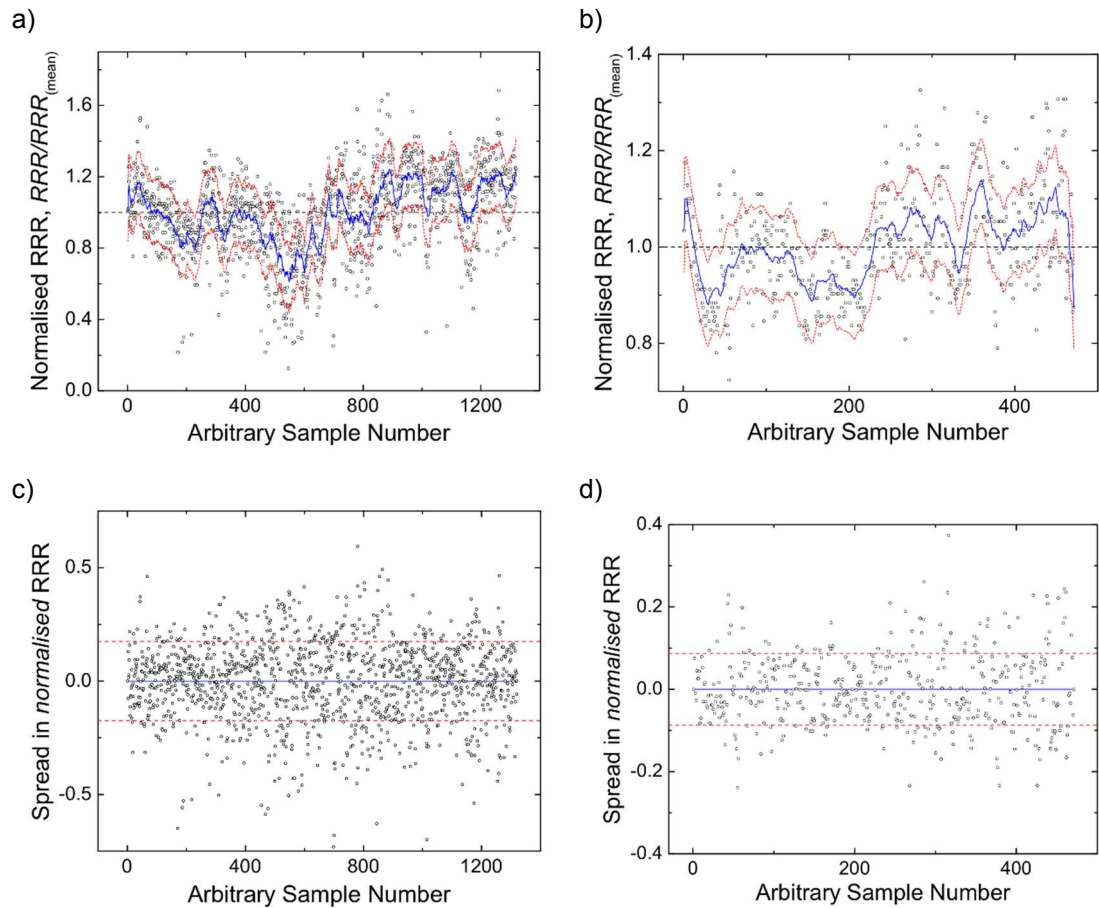 a)
Normalised RRR, RRR/RRR(mean)
1.6
1.2
0.8
0.4
0.0
0
400
800
1200
Arbitrary Sample Number
b)
Normalised RRR, RRR/RRR(mean)
1.4
1.2
1.0
0.8
0
200
400
Arbitrary Sample Number
c)
Spread in normalised RRR
0.5
0.0
-0.5
0
400
800
1200
Arbitrary Sample Number
d)
Spread in normalised RRR
0.4
0.2
0.0
-0.2
-0.4
0
200
400
Arbitrary Sample Number